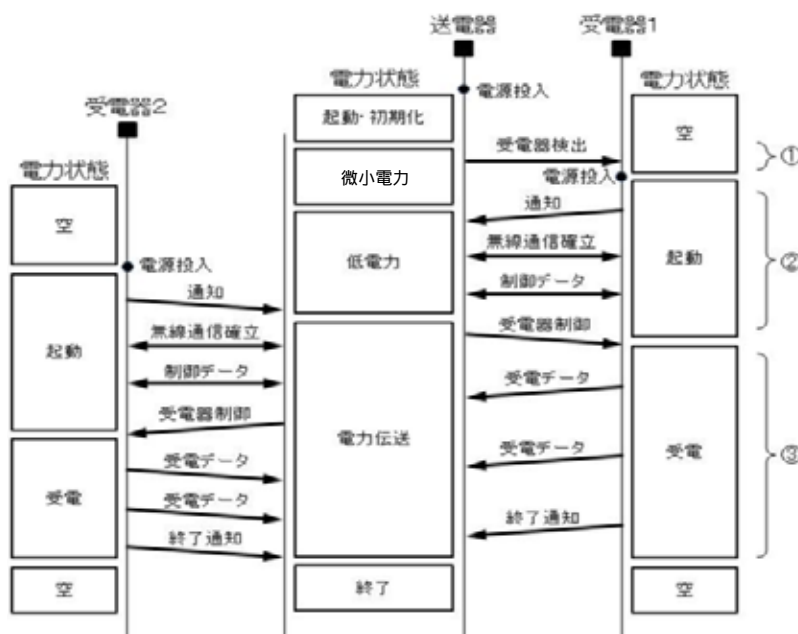 送電器
受電器1
電力状態
電源投入
電力状態
受電器2
起動・初期化
空
受電器検出
①
電力状態
微小電力
電源投入
空
通知
低電力
無線通信確立
起動
②
電源投入
制御データ
通知
受電器制御
起動
無線通信確立
制御データ
受電データ
受電器制御
電力伝送
受電データ
受電
③
受電データ
受電
受電データ
終了通知
終了通知
空
終了
空